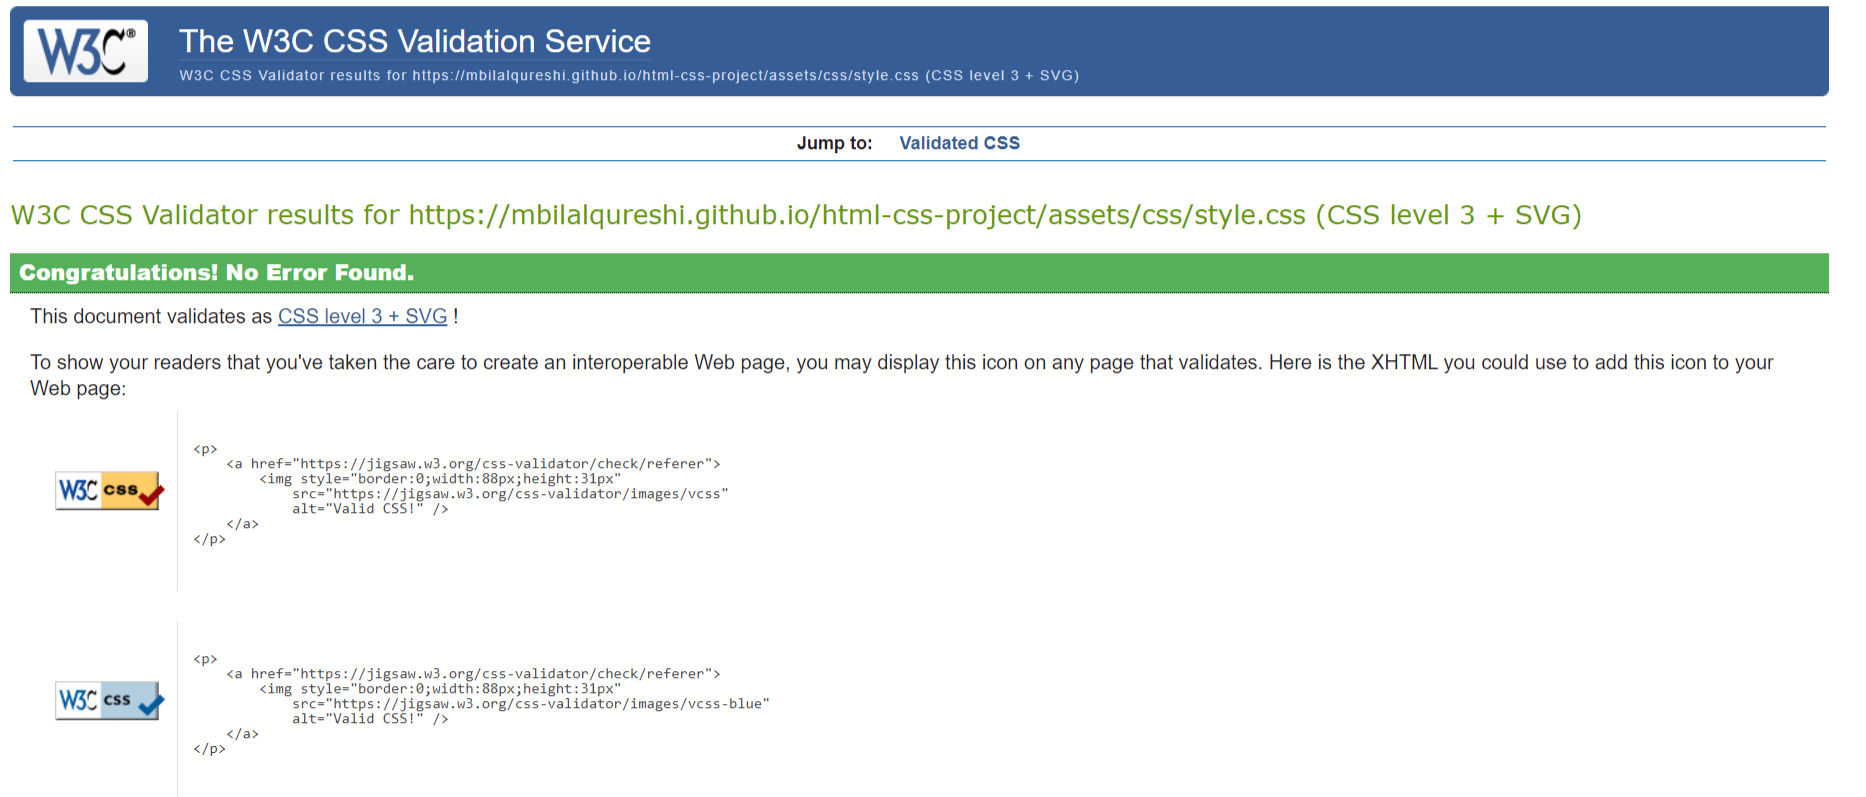 W3C®
The W3C CSS Validation Service
W3C CSS Validator results for https://mbilalqureshi.github.io/html-css-project/assets/css/style.css (CSS level 3 + SVG)
Jump to: Validated CSS
W3C CSS Validator results for https://mbilalqureshi.github.io/html-css-project/assets/css/style.css (CSS level 3 + SVG)
Congratulations! No Error Found.
This document validates as CSS level 3 + SVG !
To show your readers that you've taken the care to create an interoperable Web page, you may display this icon on any page that validates. Here is the XHTML you could use to add this icon to your
Web page:
W3C css
<p>
    <a href="https://jigsaw.w3.org/css-validator/check/referer">
        <img style="border:0;width:88px;height:31px"
            src="https://jigsaw.w3.org/css-validator/images/vcss"
            alt="Valid CSS!" />
    </a>
</p>
W3C css
<p>
    <a href="https://jigsaw.w3.org/css-validator/check/referer">
        <img style="border:0;width:88px;height:31px"
            src="https://jigsaw.w3.org/css-validator/images/vcss-blue"
            alt="Valid CSS!" />
    </a>
</p>